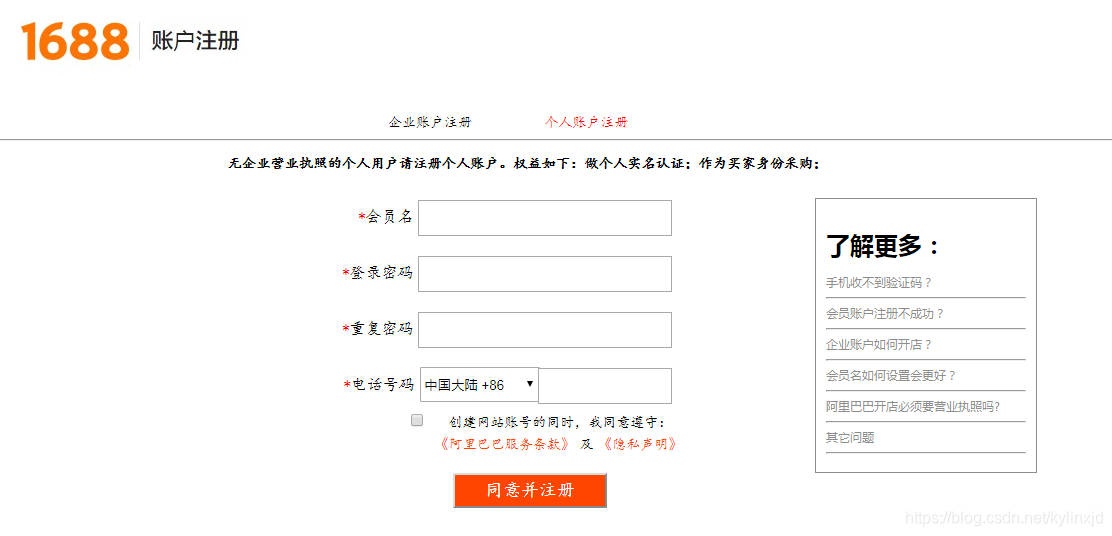 1688 账户注册
企业账户注册 个人账户注册
无企业营业执照的个人用户请注册个人账户。权益如下：做个人实名认证；作为买家身份采购；
*会员名
*登录密码
*重复密码
*电话号码 中国大陆 +86
创建网站账号的同时，我同意遵守：
《阿里巴巴服务条款》 及 《隐私声明》
同意并注册
了解更多：
手机收不到验证码？
会员账户注册不成功？
企业账户如何开店？
会员名如何设置会更好？
阿里巴巴开店必须要营业执照吗?
其它问题
https://blog.csdn.net/kylinxjd